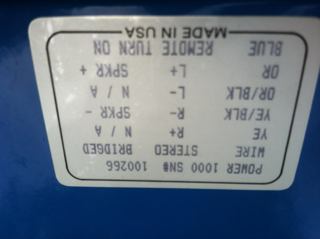 POWER 1000 SN# 100266
WIRE STEREO BRIDGED
YE R+ N / A
YE/BLK R- SPKR -
OR/BLK L- N / A
OR L+ SPKR +
BLUE REMOTE TURN ON
MADE IN USA